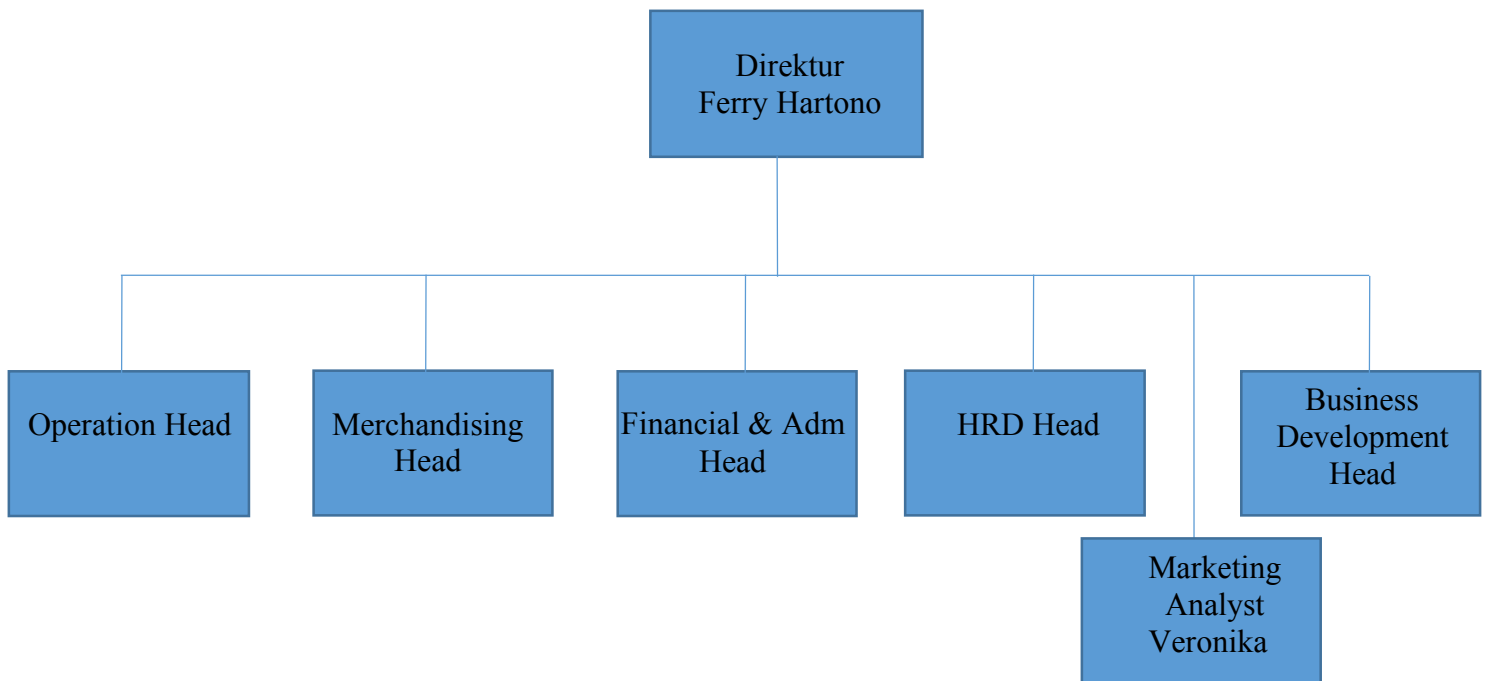 Direktur
Ferry Hartono
Operation Head
Merchandising
Head
Financial & Adm
Head
HRD Head
Business
Development
Head
Marketing
Analyst
Veronika